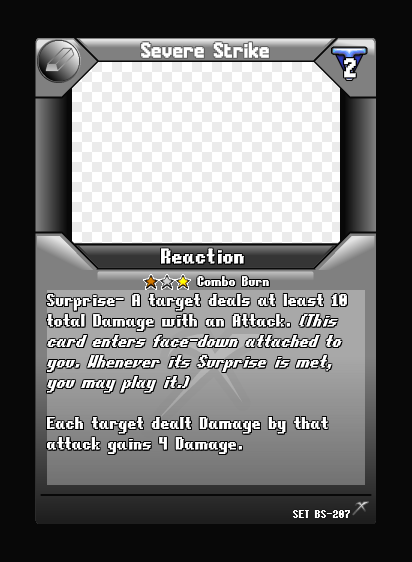 Severe Strike
2
Reaction
Combo Burn
Surprise- A target deals at least 10
total Damage with an Attack. (This
card enters face-down attached to
you. Whenever its Surprise is met,
you may play it.)
Each target dealt Damage by that
attack gains 4 Damage.
SET BS-207